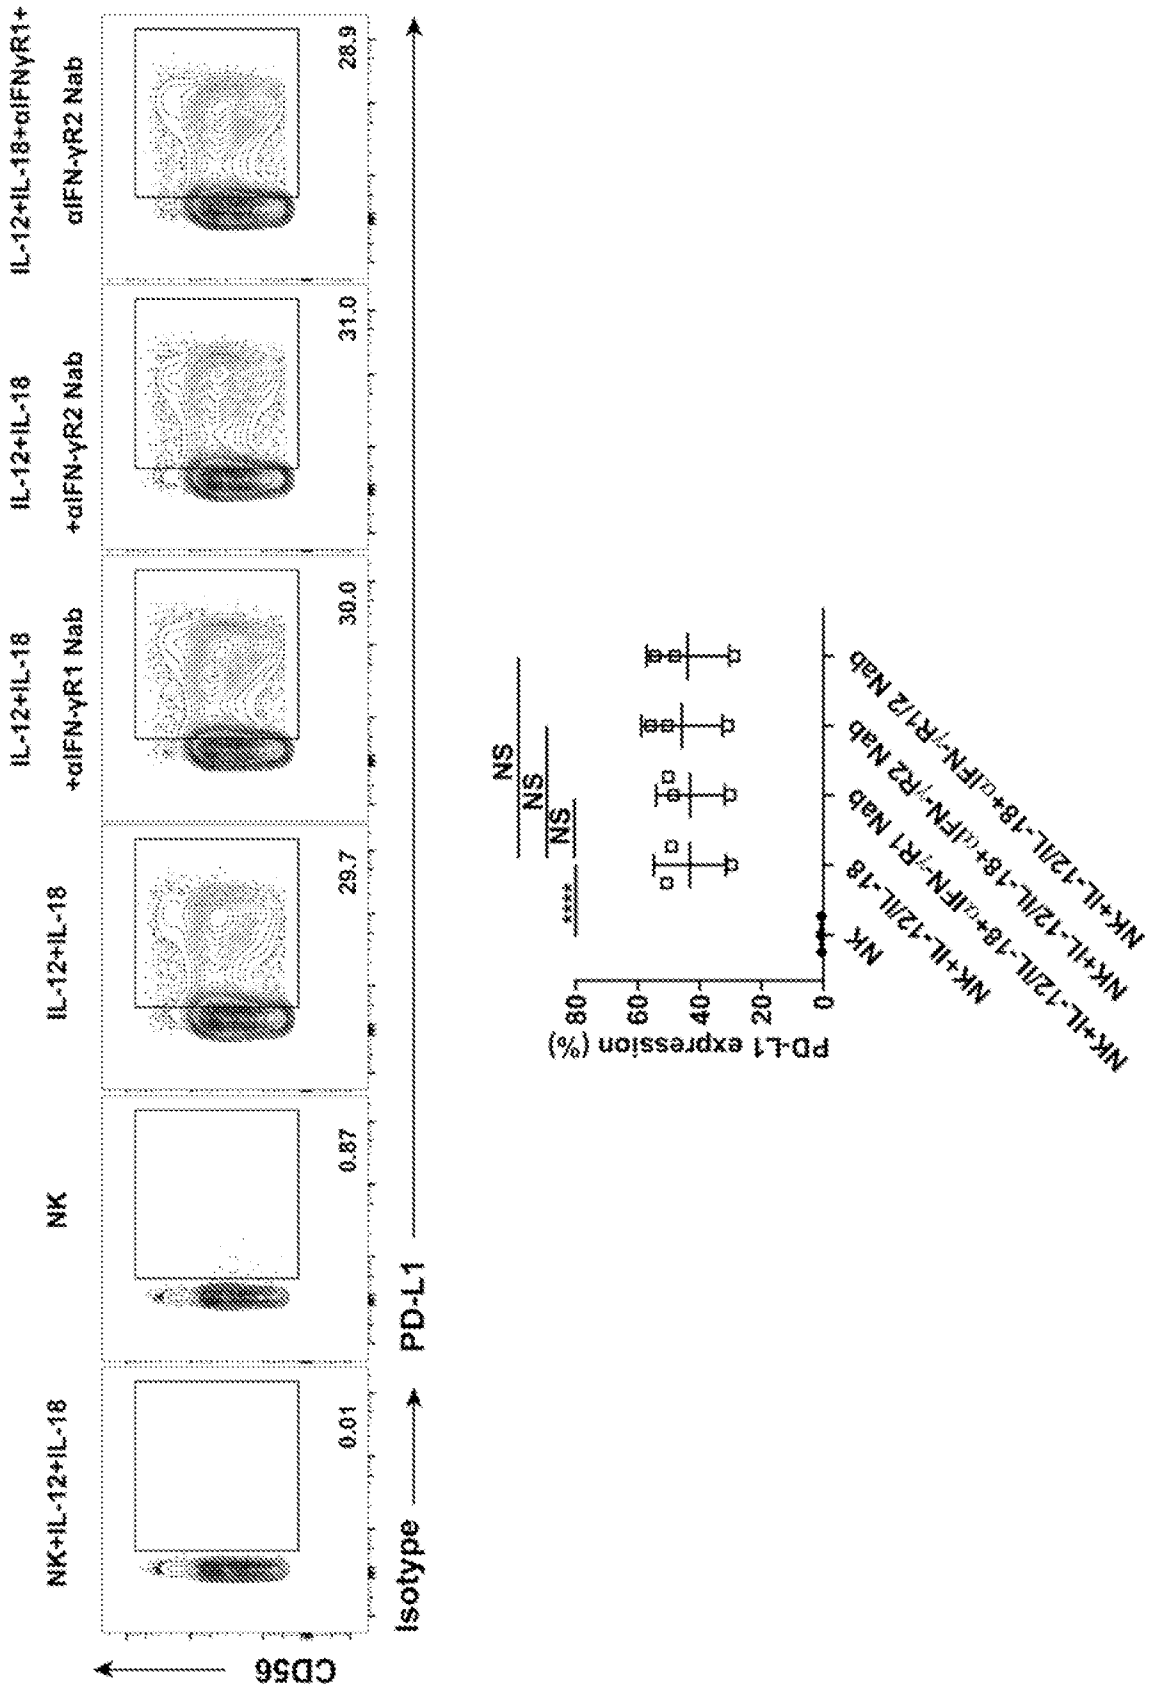 NK+IL-12+IL-18
NK
IL-12+IL-18
IL-12+IL-18
+αIFN-γR1 Nab
IL-12+IL-18
+αIFN-γR2 Nab
IL-12+IL-18+αIFNγR1+
αIFN-γR2 Nab
CD56
0.01
0.87
29.7
30.0
31.0
28.9
Isotype
PD-L1
PD-L1 expression (%)
80
60
40
20
0
****
NS
NS
NS
NK
NK+IL-12/IL-18
NK+IL-12/IL-18+αIFN-γR1 Nab
NK+IL-12/IL-18+αIFN-γR2 Nab
NK+IL-12/IL-18+αIFN-γR1/2 Nab